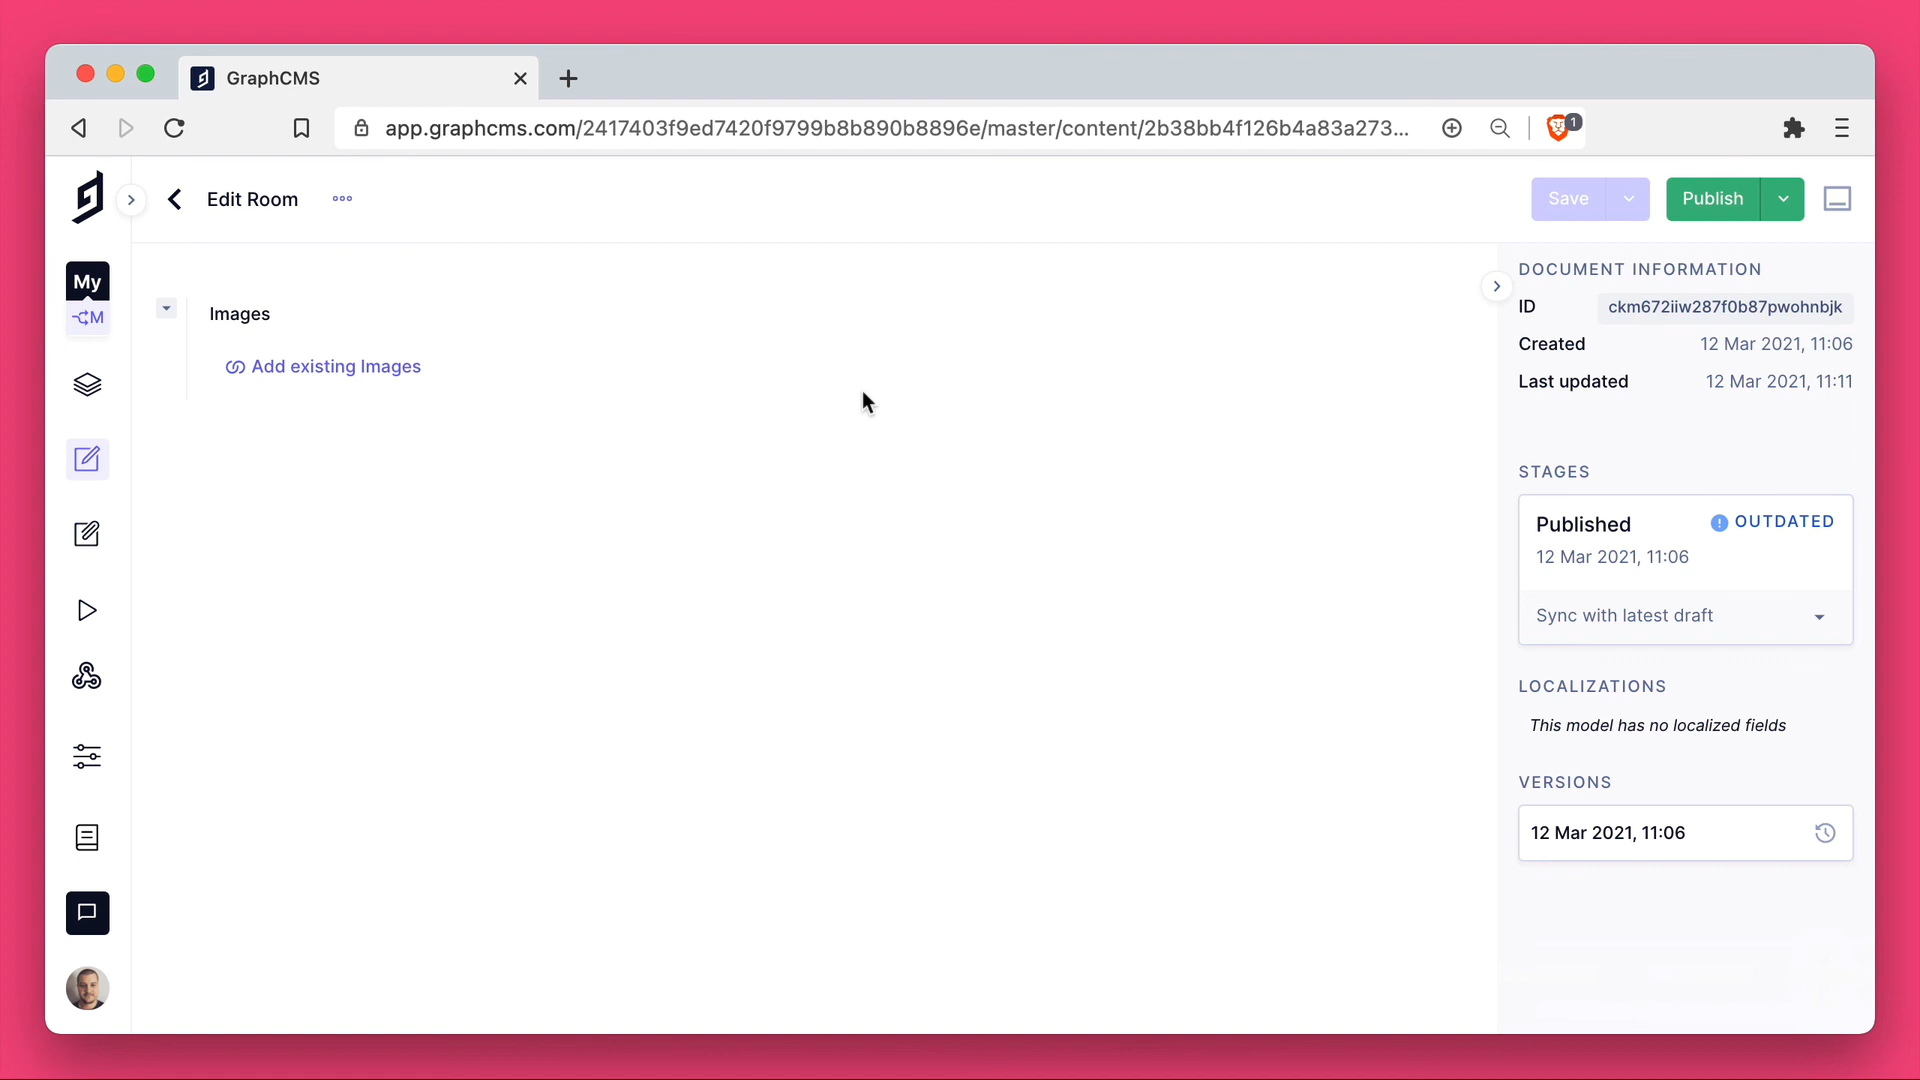 GraphCMS
app.graphcms.com/2417403f9ed7420f9799b8b890b8896e/master/content/2b38bb4f126b4a83a273...
1
Edit Room
Save
Publish
My
M
Images
Add existing Images
DOCUMENT INFORMATION
ID ckm672iiw287f0b87pwohnbjk
Created 12 Mar 2021, 11:06
Last updated 12 Mar 2021, 11:11
STAGES
Published OUTDATED
12 Mar 2021, 11:06
Sync with latest draft
LOCALIZATIONS
This model has no localized fields
VERSIONS
12 Mar 2021, 11:06